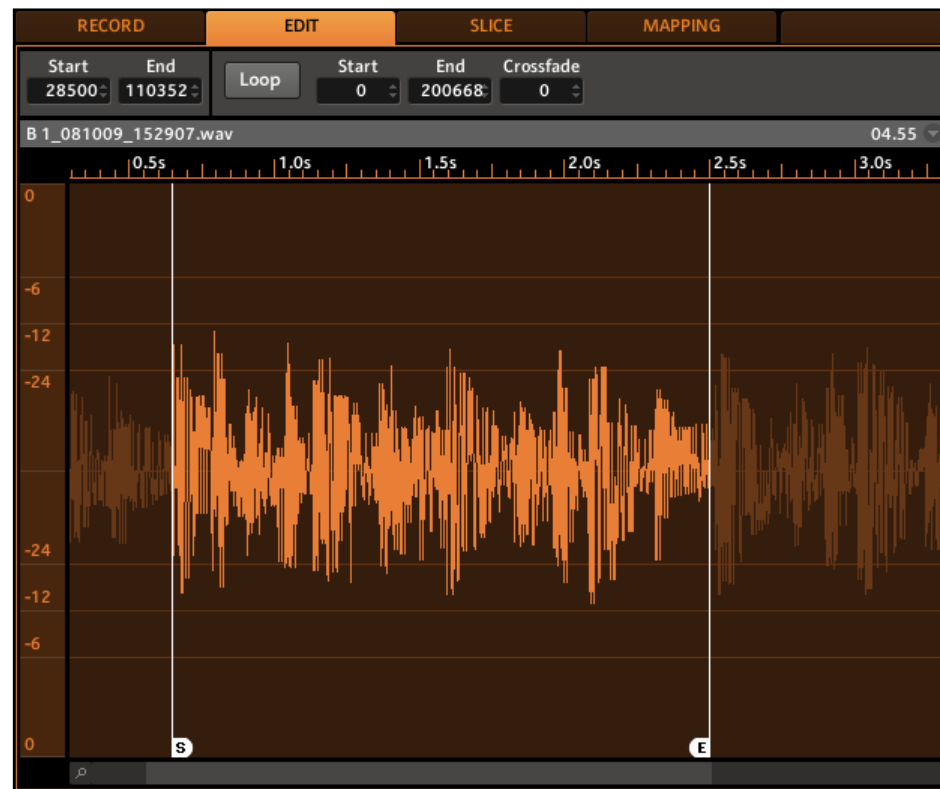 RECORD EDIT SLICE MAPPING
Start End Loop Start End Crossfade
28500 110352 0 200668 0
B 1_081009_152907.wav 04.55
0.5s 1.0s 1.5s 2.0s 2.5s 3.0s
0
-6
-12
-24
-24
-12
-6
0
S E